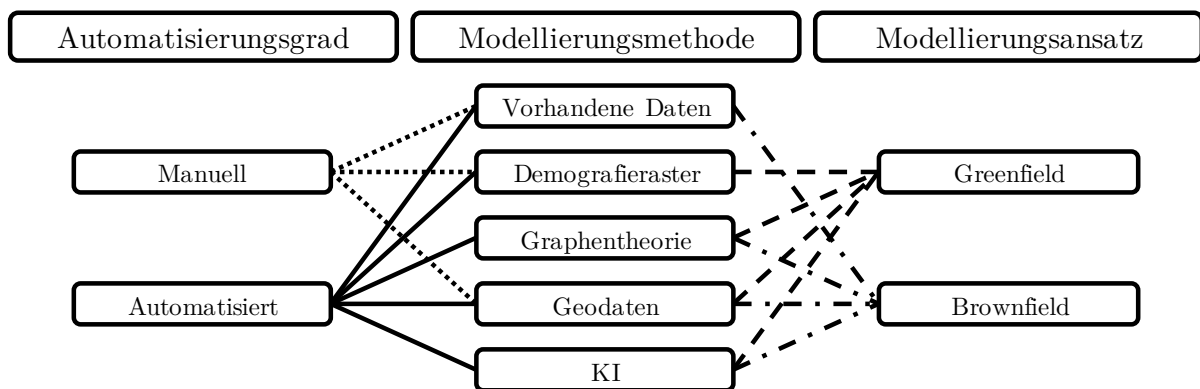 Automatisierungsgrad
Modellierungsmethode
Modellierungsansatz
Vorhandene Daten
Manuell
Demografieraster
Greenfield
Graphentheorie
Automatisiert
Geodaten
Brownfield
KI